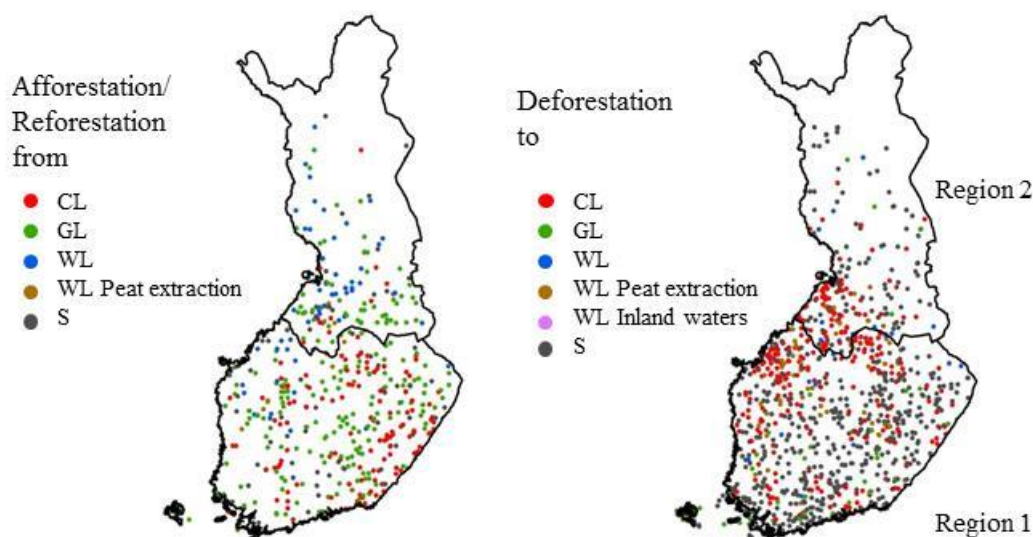 Afforestation/
Reforestation
from
CL
GL
WL
WL Peat extraction
S
Deforestation
to
CL
GL
WL
WL Peat extraction
WL Inland waters
S
Region 2
Region 1